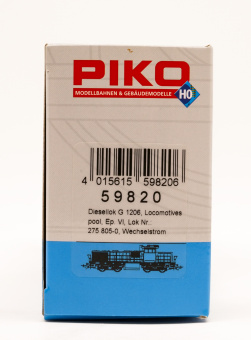 PIKO
MODELLBAHNEN & GEBÄUDEMODELLE
H0
4 015615 598206
59820
Diesellok G 1206, Locomotives
pool, Ep. VI, Lok Nr.:
275 805-0, Wechselstrom